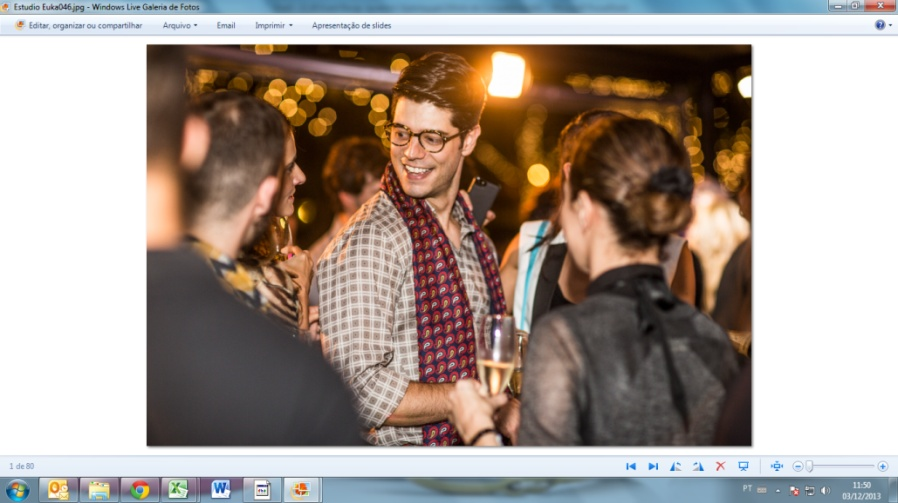 Estudio Euka046.jpg - Windows Live Galeria de Fotos
Editar, organizar ou compartilhar Arquivo Email Imprimir Apresentação de slides
1 de 80
PT 11:50
03/12/2013